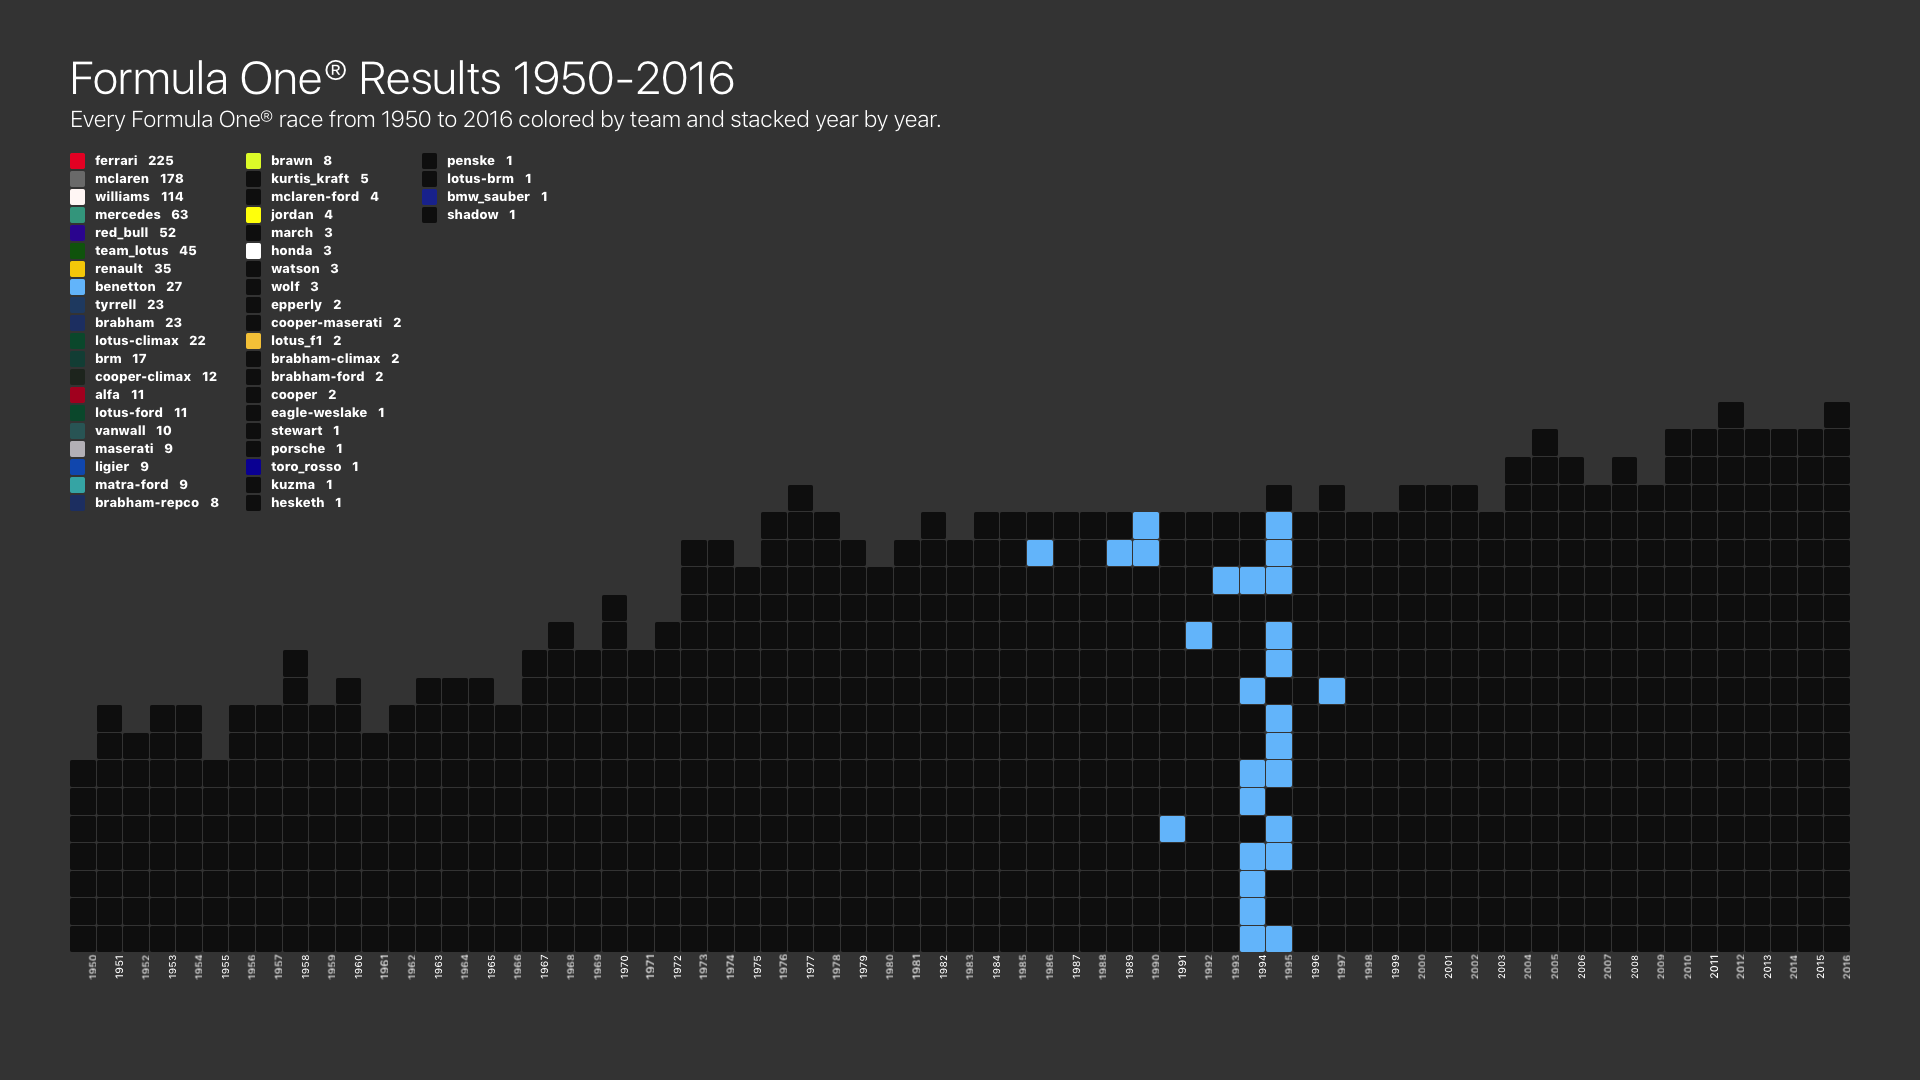 Formula One® Results 1950-2016
Every Formula One® race from 1950 to 2016 colored by team and stacked year by year.
ferrari 225
mclaren 178
williams 114
mercedes 63
red_bull 52
team_lotus 45
renault 35
benetton 27
tyrrell 23
brabham 23
lotus-climax 22
brm 17
cooper-climax 12
alfa 11
lotus-ford 11
vanwall 10
maserati 9
ligier 9
matra-ford 9
brabham-repco 8
brawn 8
kurtis_kraft 5
mclaren-ford 4
jordan 4
march 3
honda 3
watson 3
wolf 3
epperly 2
cooper-maserati 2
lotus_f1 2
brabham-climax 2
brabham-ford 2
cooper 2
eagle-weslake 1
stewart 1
porsche 1
toro_rosso 1
kuzma 1
hesketh 1
penske 1
lotus-brm 1
bmw_sauber 1
shadow 1
1950
1951
1952
1953
1954
1955
1956
1957
1958
1959
1960
1961
1962
1963
1964
1965
1966
1967
1968
1969
1970
1971
1972
1973
1974
1975
1976
1977
1978
1979
1980
1981
1982
1983
1984
1985
1986
1987
1988
1989
1990
1991
1992
1993
1994
1995
1996
1997
1998
1999
2000
2001
2002
2003
2004
2005
2006
2007
2008
2009
2010
2011
2012
2013
2014
2015
2016